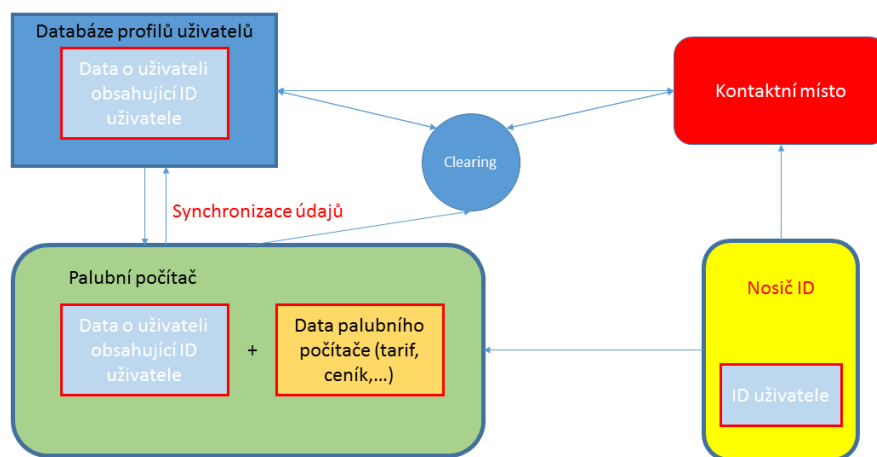 Databáze profilů uživatelů
Data o uživateli
obsahující ID
uživatele
Kontaktní místo
Clearing
Synchronizace údajů
Palubní počítač
Data o uživateli
obsahující ID
uživatele
+
Data palubního
počítače (tarif,
ceník,...)
Nosič ID
ID uživatele